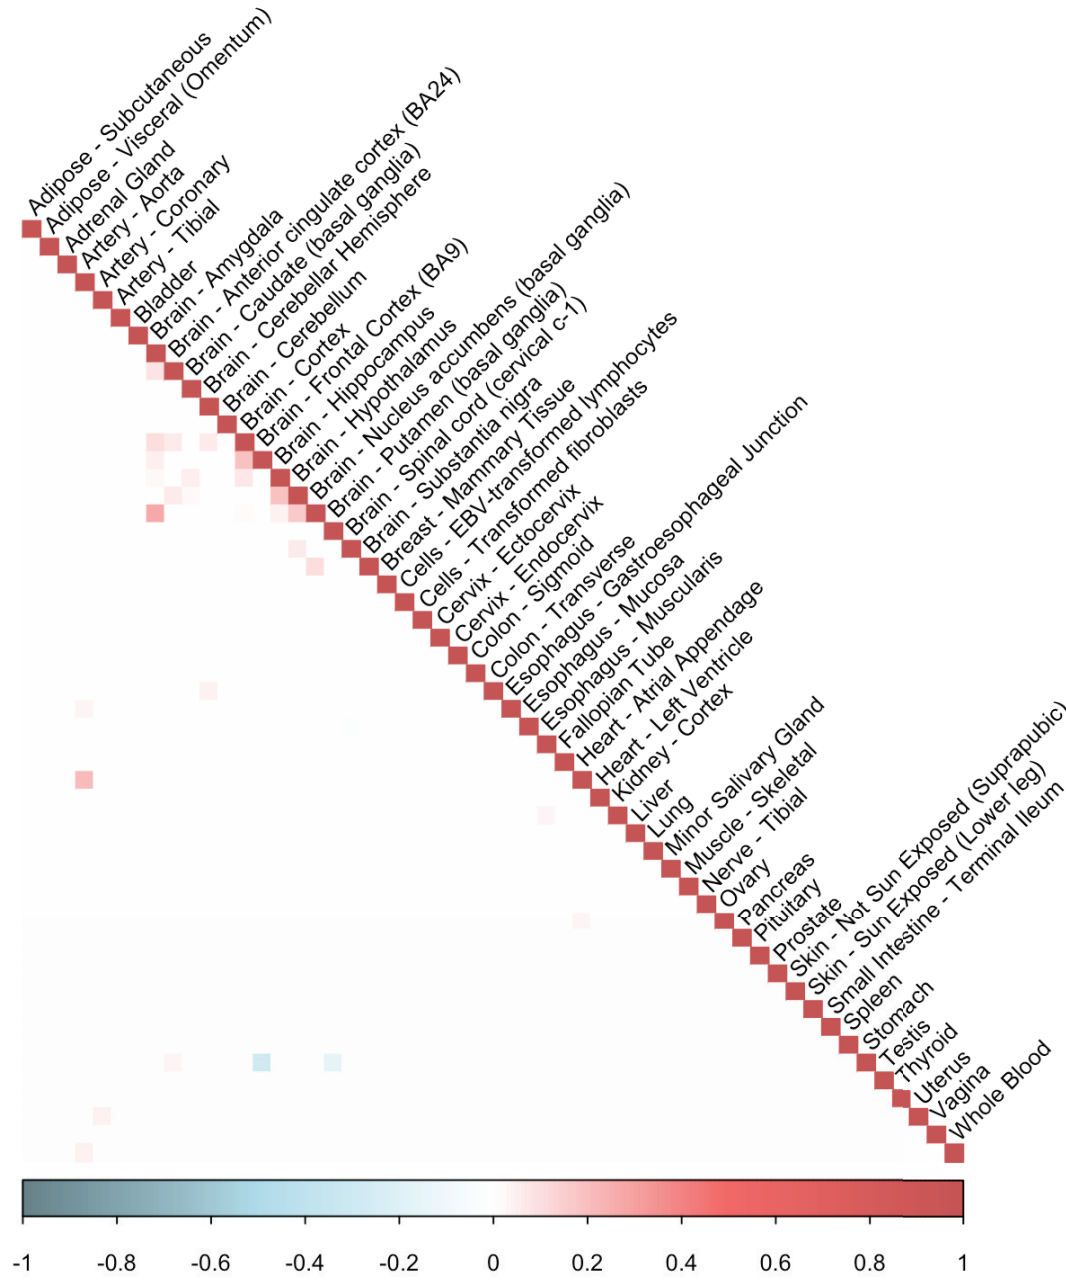 Adipose - Subcutaneous
Adipose - Visceral (Omentum)
Adrenal Gland
Artery - Aorta
Artery - Coronary
Artery - Tibial
Bladder
Brain - Amygdala
Brain - Anterior cingulate cortex (BA24)
Brain - Caudate (basal ganglia)
Brain - Cerebellar Hemisphere
Brain - Cerebellum
Brain - Cortex
Brain - Frontal Cortex (BA9)
Brain - Hippocampus
Brain - Hypothalamus
Brain - Nucleus accumbens (basal ganglia)
Brain - Putamen (basal ganglia)
Brain - Spinal cord (cervical c-1)
Brain - Substantia nigra
Breast - Mammary Tissue
Cells - EBV-transformed lymphocytes
Cells - Transformed fibroblasts
Cervix - Ectocervix
Cervix - Endocervix
Colon - Sigmoid
Colon - Transverse
Esophagus - Gastroesophageal Junction
Esophagus - Mucosa
Esophagus - Muscularis
Fallopian Tube
Heart - Atrial Appendage
Heart - Left Ventricle
Kidney - Cortex
Liver
Lung
Minor Salivary Gland
Muscle - Skeletal
Nerve - Tibial
Ovary
Pancreas
Pituitary
Prostate
Skin - Not Sun Exposed (Suprapubic)
Skin - Sun Exposed (Lower leg)
Small Intestine - Terminal Ileum
Spleen
Stomach
Testis
Thyroid
Uterus
Vagina
Whole Blood
-1 -0.8 -0.6 -0.4 -0.2 0 0.2 0.4 0.6 0.8 1